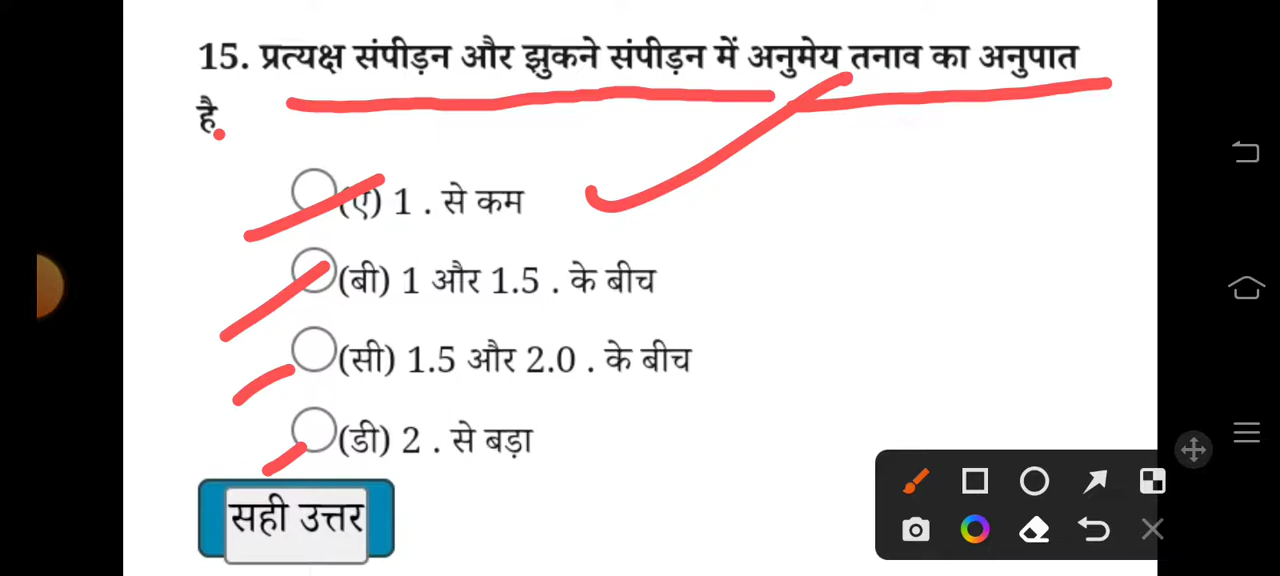 15. प्रत्यक्ष संपीड़न और झुकने संपीड़न में अनुमेय तनाव का अनुपात
है
(ए) 1 . से कम
(बी) 1 और 1.5 . के बीच
(सी) 1.5 और 2.0 . के बीच
(डी) 2 . से बड़ा
सही उत्तर